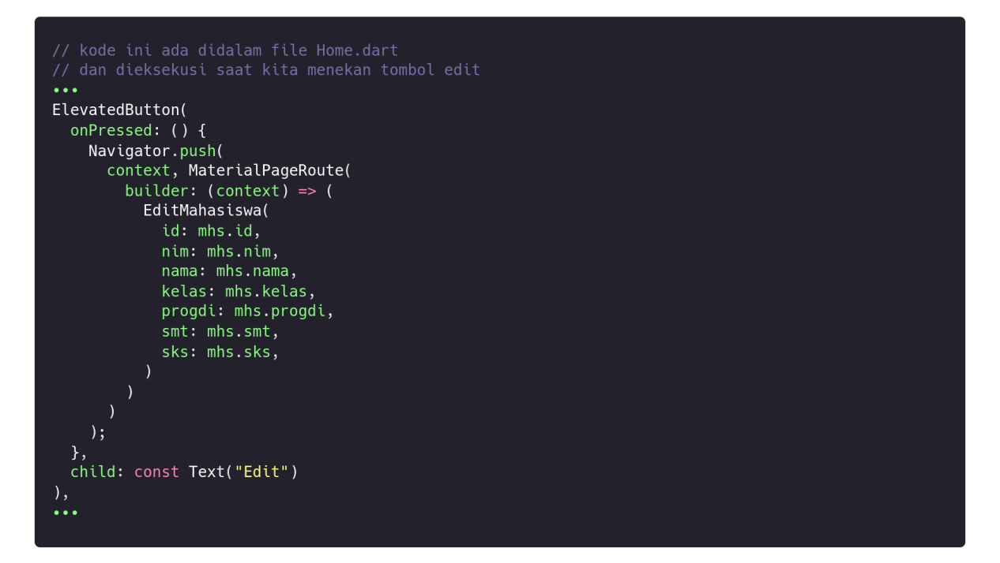 // kode ini ada didalam file Home.dart
// dan dieksekusi saat kita menekan tombol edit
•••
ElevatedButton(
  onPressed: () {
    Navigator.push(
      context, MaterialPageRoute(
        builder: (context) => (
          EditMahasiswa(
            id: mhs.id,
            nim: mhs.nim,
            nama: mhs.nama,
            kelas: mhs.kelas,
            progdi: mhs.progdi,
            smt: mhs.smt,
            sks: mhs.sks,
          )
        )
      )
    );
  },
  child: const Text("Edit")
),
•••